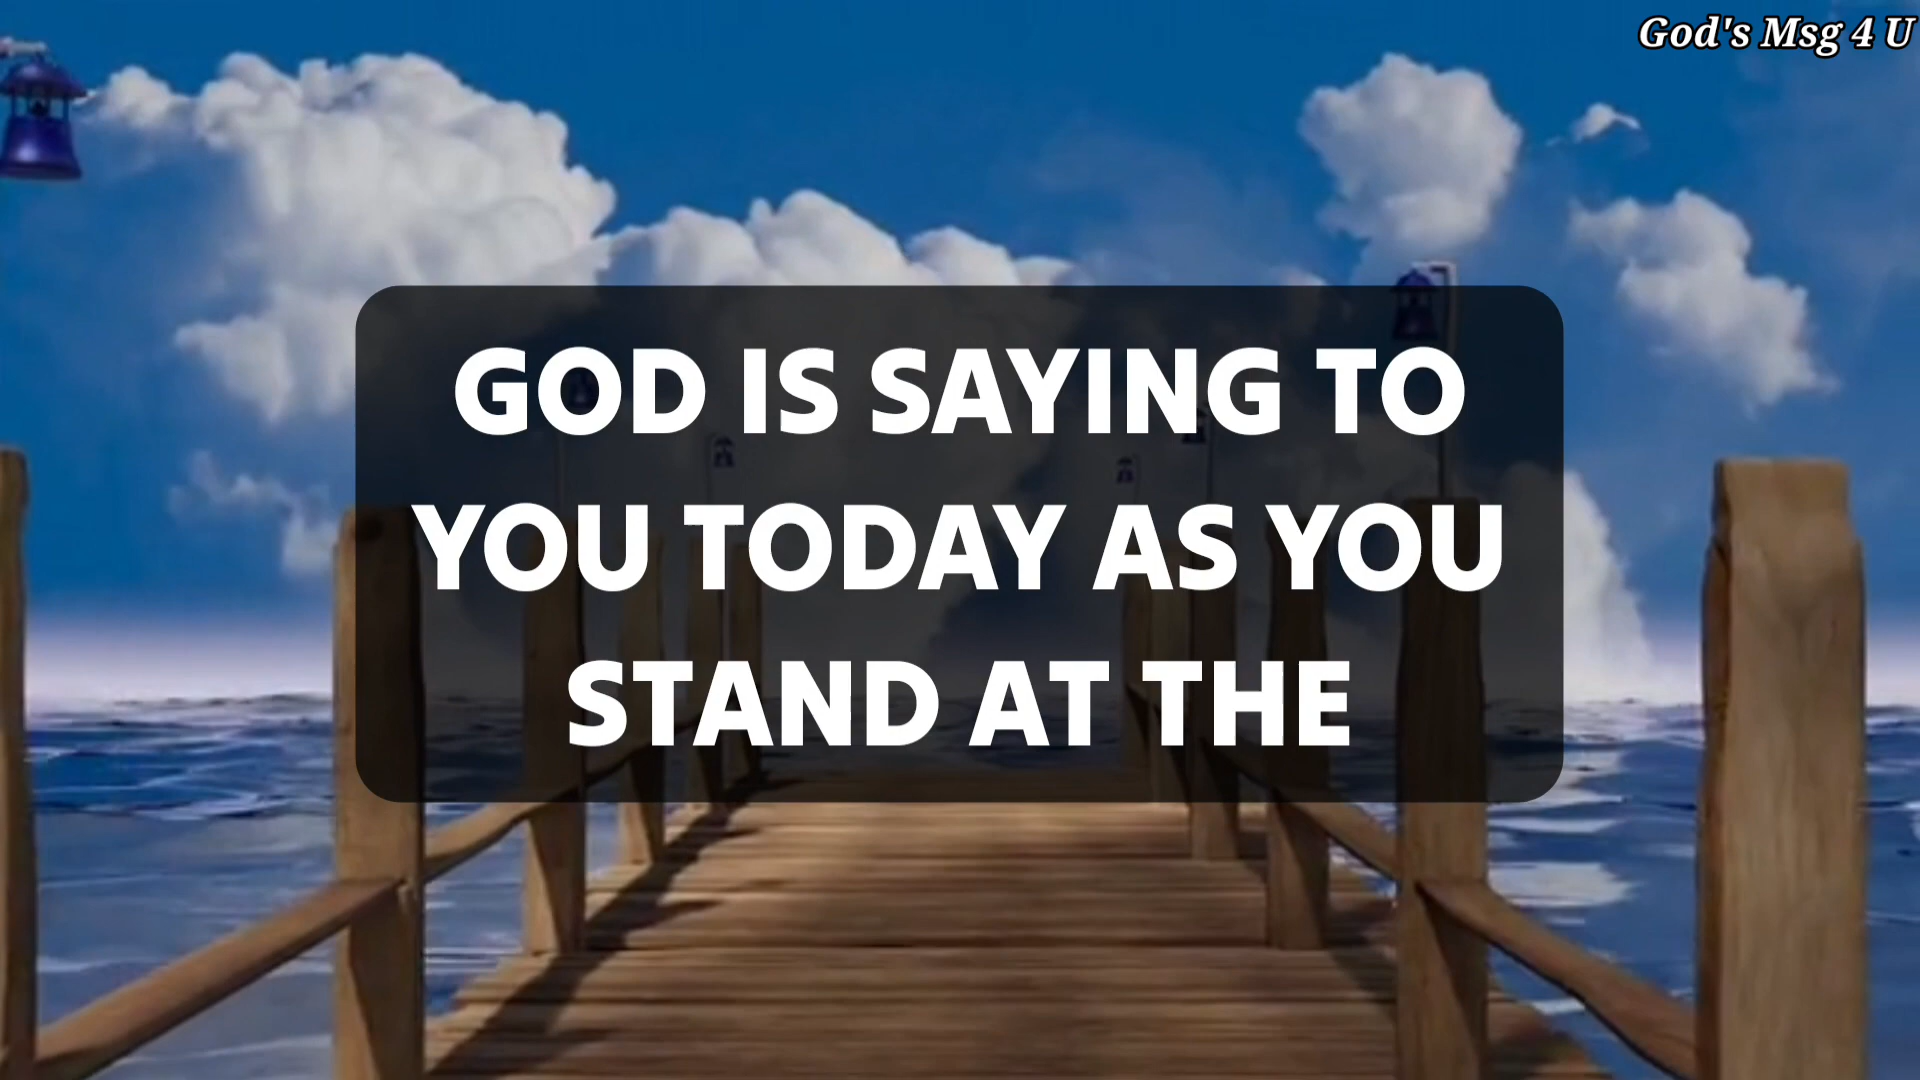 God's Msg 4 U
GOD IS SAYING TO
YOU TODAY AS YOU
STAND AT THE